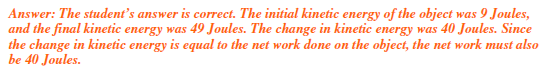 Answer: The student's answer is correct. The initial kinetic energy of the object was 9 Joules,
and the final kinetic energy was 49 Joules. The change in kinetic energy was 40 Joules. Since
the change in kinetic energy is equal to the net work done on the object, the net work must also
be 40 Joules.